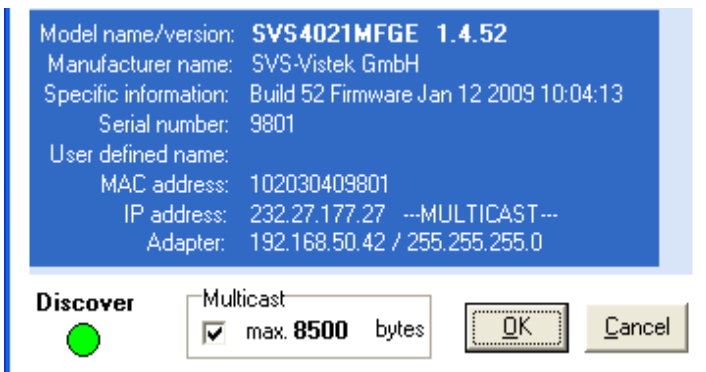 Model name/version: SVS4021MFGE 1.4.52
Manufacturer name: SVS-Vistek GmbH
Specific information: Build 52 Firmware Jan 12 2009 10:04:13
Serial number: 9801
User defined name:
MAC address: 102030409801
IP address: 232.27.177.27 ---MULTICAST---
Adapter: 192.168.50.42 / 255.255.255.0
Discover
Multicast
max. 8500 bytes
OK
Cancel